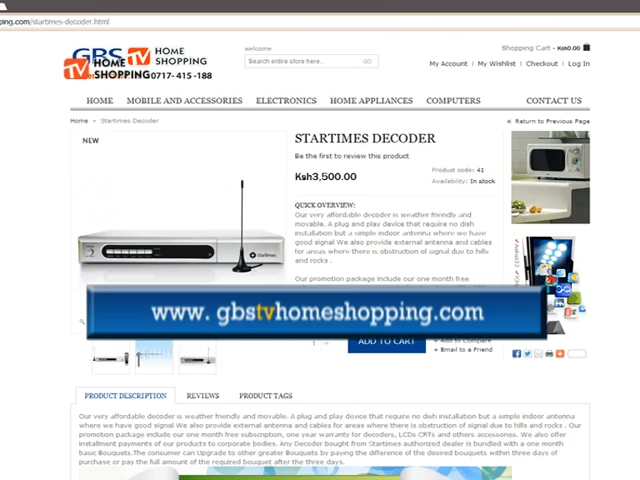 ping.com/startimes-decoder.html
GBS TV HOME SHOPPING
TV HOME SHOPPING
0717- 415 -188
welcome
Search entire store here...
GO
Shopping Cart - Ksh0.00
My Account My Wishlist Checkout Log In
HOME MOBILE AND ACCESSORIES ELECTRONICS HOME APPLIANCES COMPUTERS CONTACT US
Home » Startimes Decoder
« Return to Previous Page
NEW
STARTIMES DECODER
Be the first to review this product
Ksh3,500.00
Product code: 41
Availability: In stock
QUICK OVERVIEW:
Our very affordable decoder is weather friendly and
movable. A plug and play device that require no dish
installation but a simple indoor antenna where we have
good signal We also provide external antenna and cables
for areas where there is obstruction of signal due to hills
and rocks .
Our promotion package include our one month free
StarTimes
www. gbstvhomeshopping.com
1
ADD TO CART
+ Add to Compare
+ Email to a Friend
PRODUCT DESCRIPTION REVIEWS PRODUCT TAGS
Our very affordable decoder is weather friendly and movable. A plug and play device that require no dish installation but a simple indoor antenna
where we have good signal We also provide external antenna and cables for areas where there is obstruction of signal due to hills and rocks . Our
promotion package include our one month free subsciption, one year warranty for decoders, LCDs CRTs and others accessories. We also offer
installment payments of our products to corporate bodies. Any Decoder bought from Startimes authorized dealer is bundled with a one month
basic Bouquets.The consumer can Upgrade to other greater Bouquets by paying the difference of the desired bouquets within three days of
purchase or pay the full amount of the required bouquet after the three days.